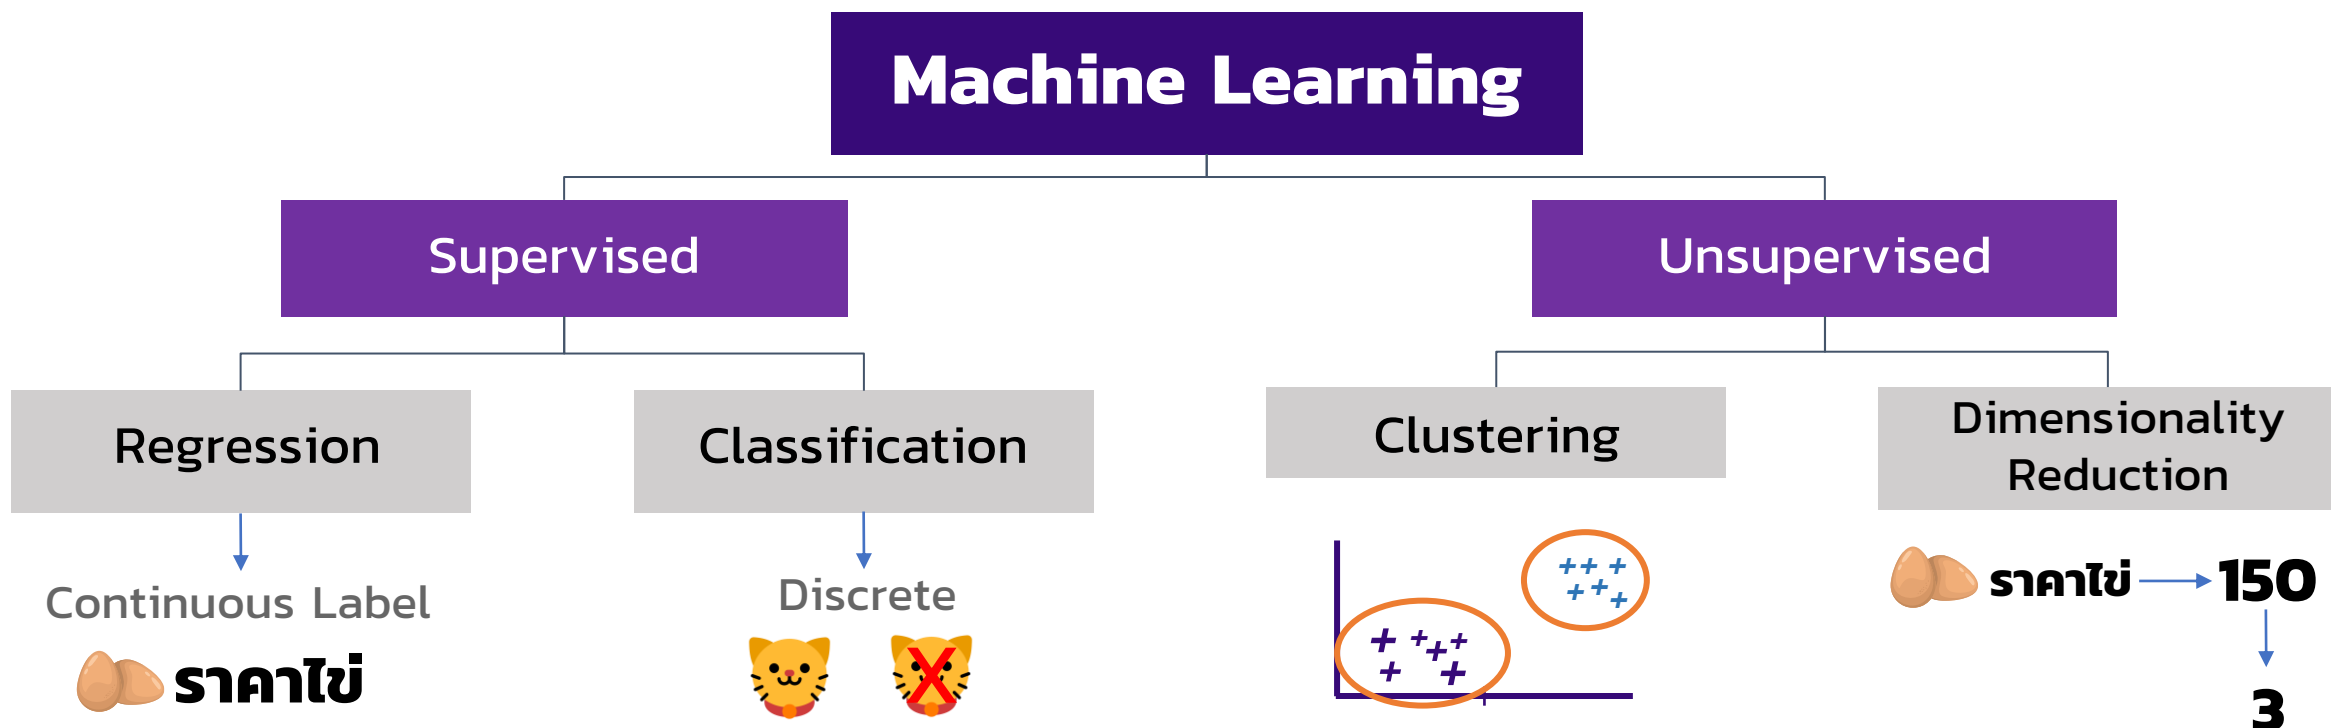 Machine Learning
Supervised
Unsupervised
Regression
Classification
Clustering
Dimensionality
Reduction
Continuous Label
ราคาไข่
Discrete
X
ราคาไข่
150
3